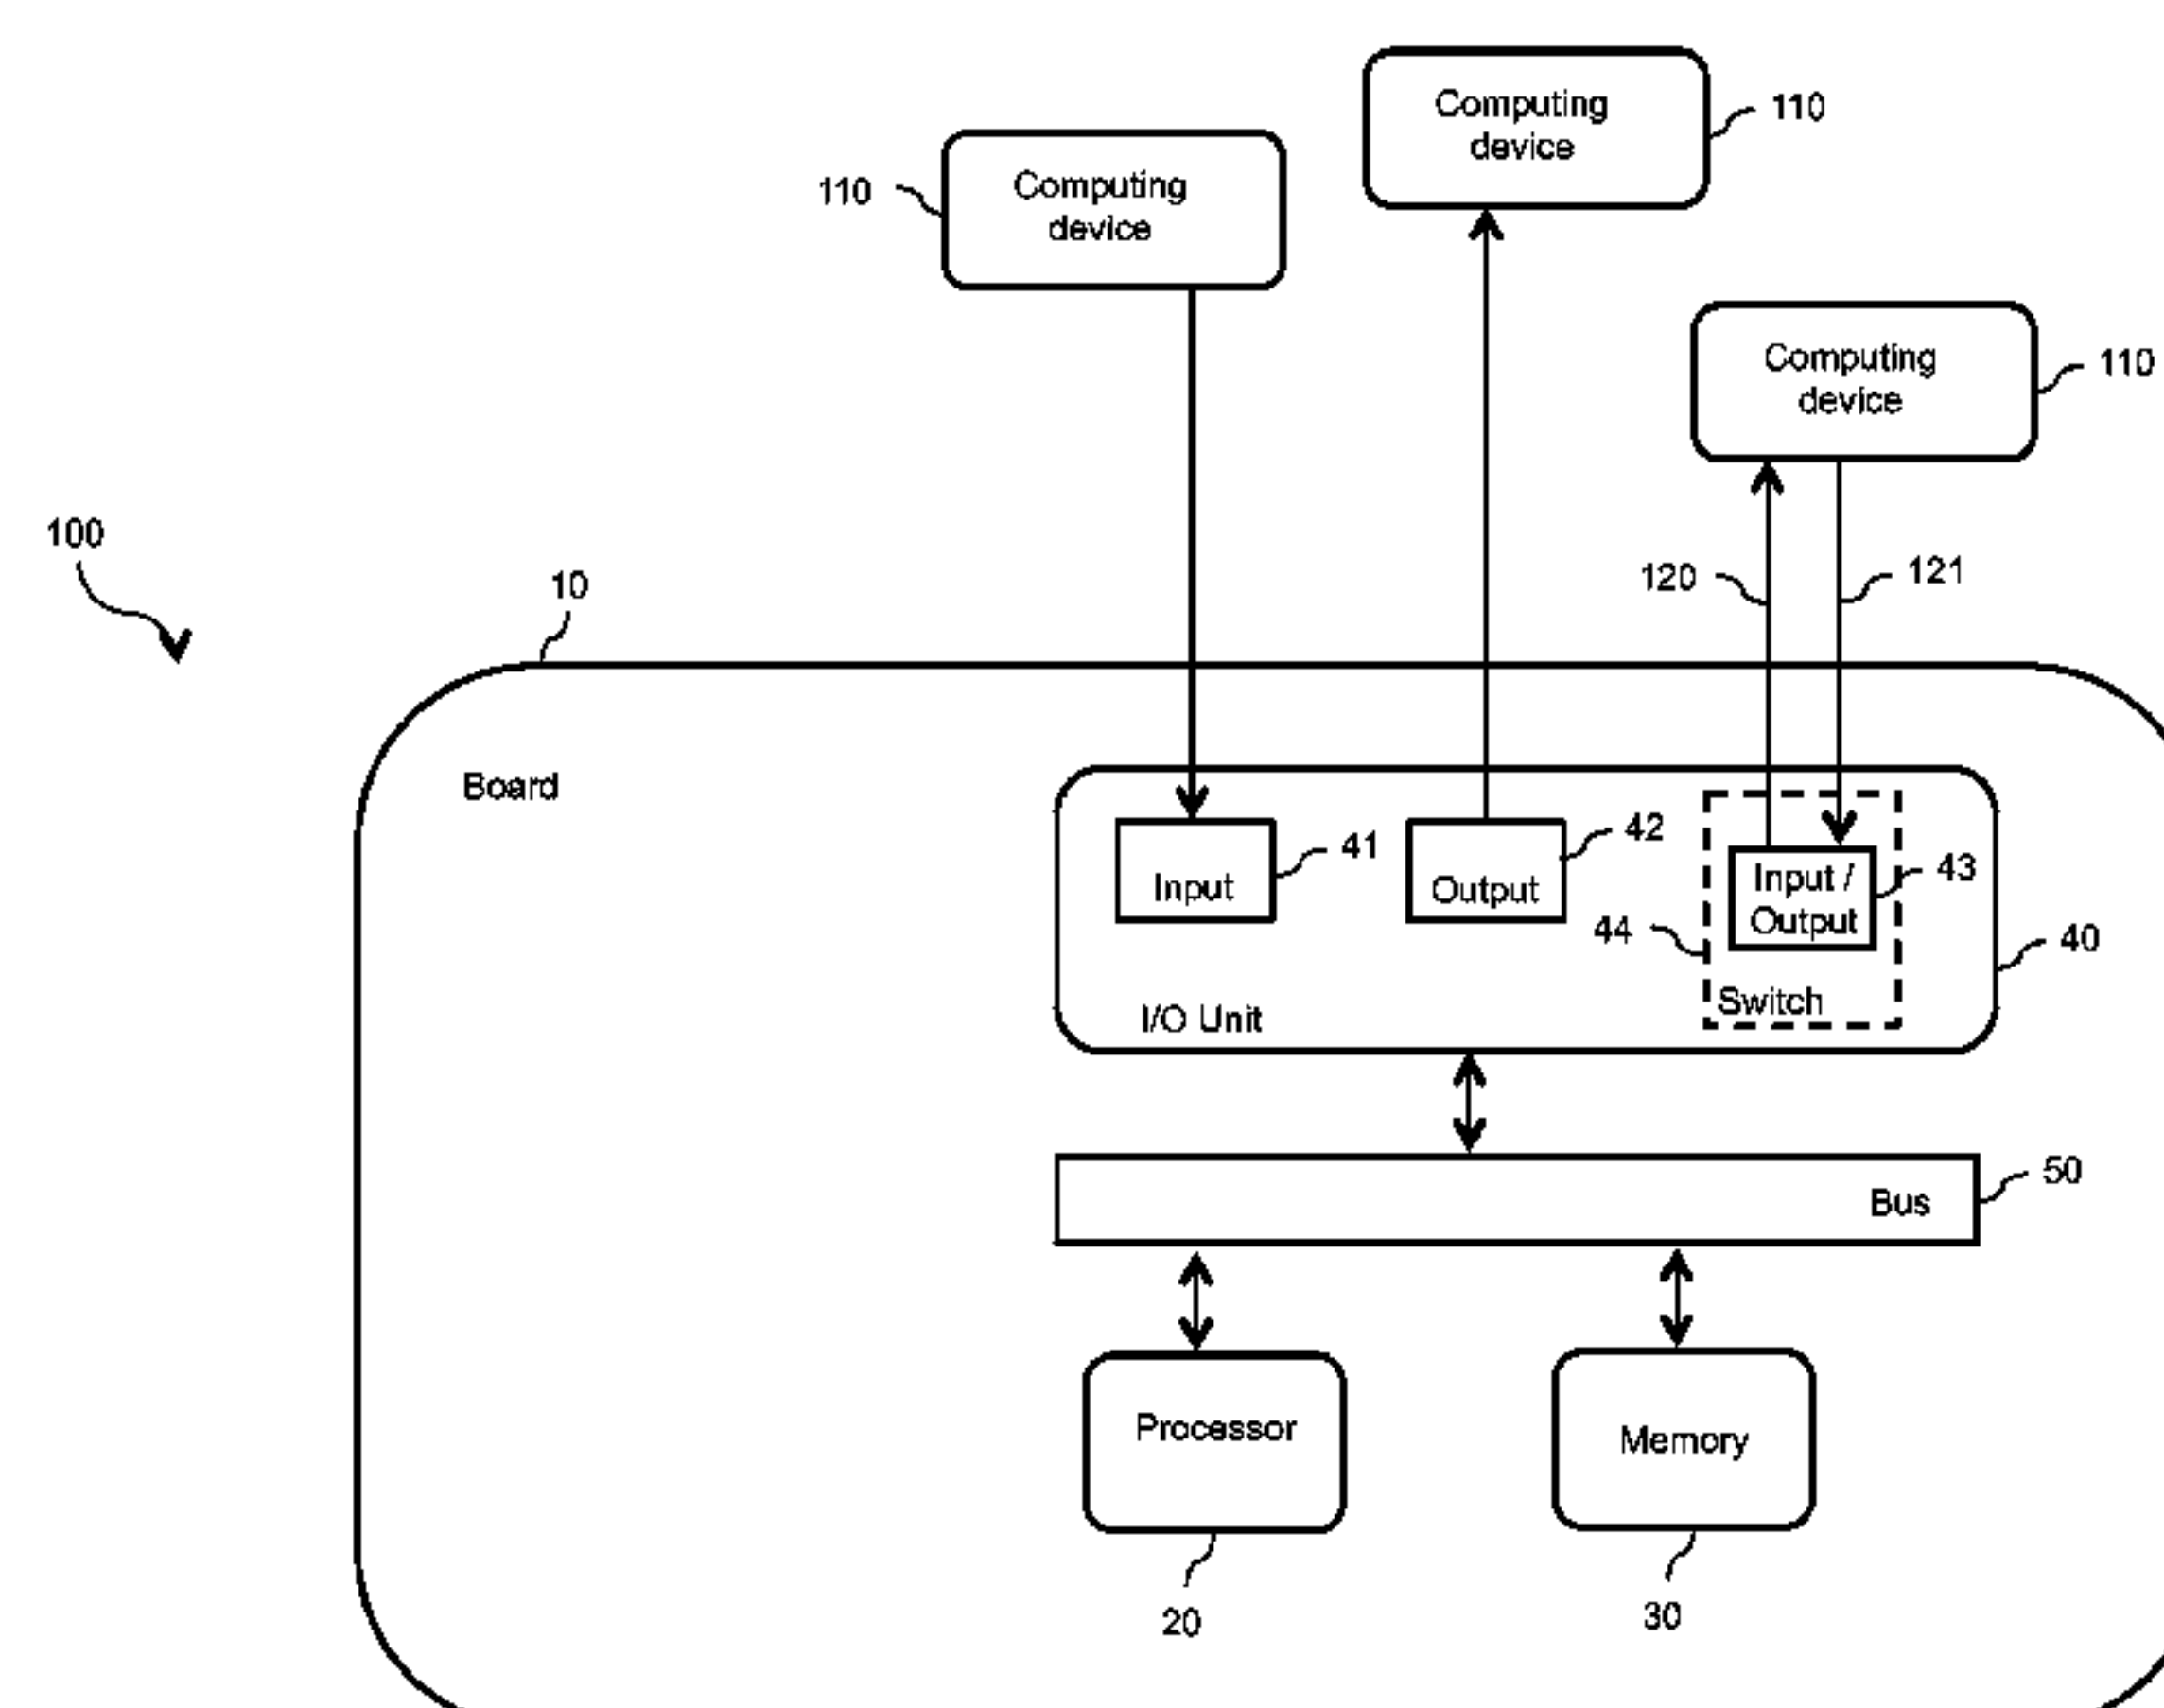 Computing
device
110
110
Computing
device
Computing
device
110
100
10
120
121
Board
Input
41
Output
42
Input /
Output
43
44
Switch
40
I/O Unit
Bus
50
Processor
Memory
20
30